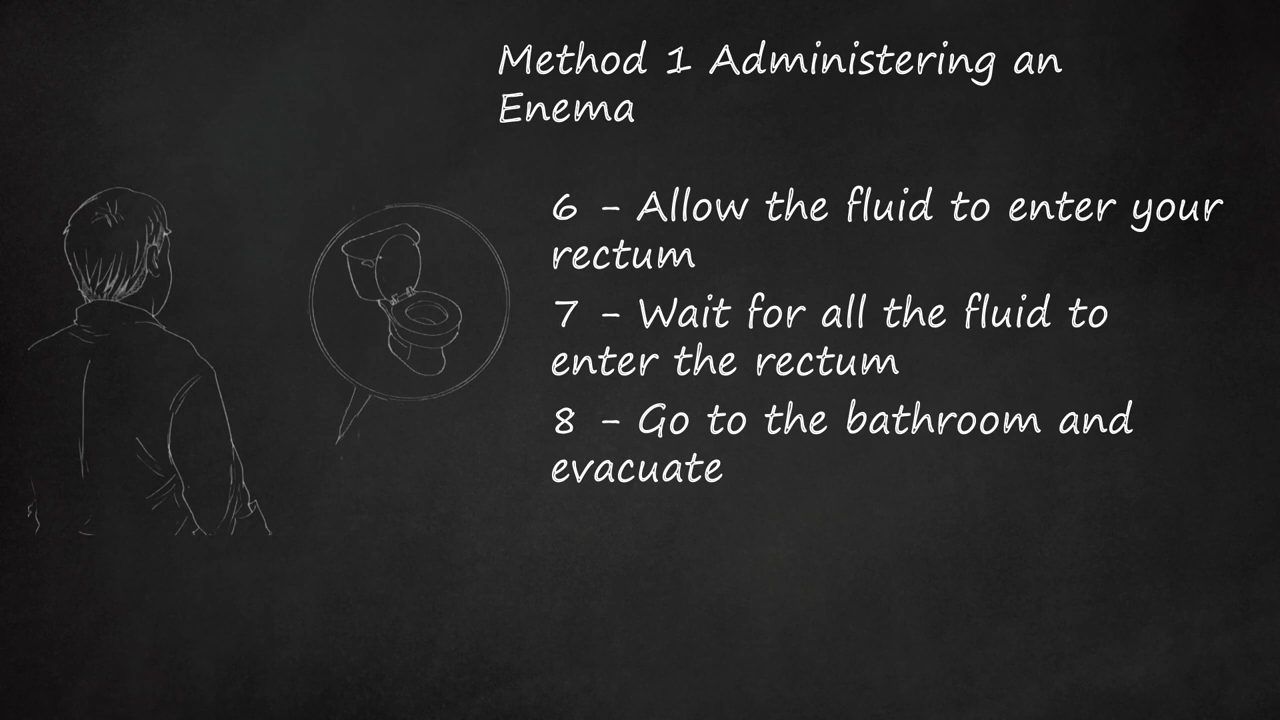 Method 1 Administering an
Enema
6 - Allow the fluid to enter your
rectum
7 - Wait for all the fluid to
enter the rectum
8 - Go to the bathroom and
evacuate